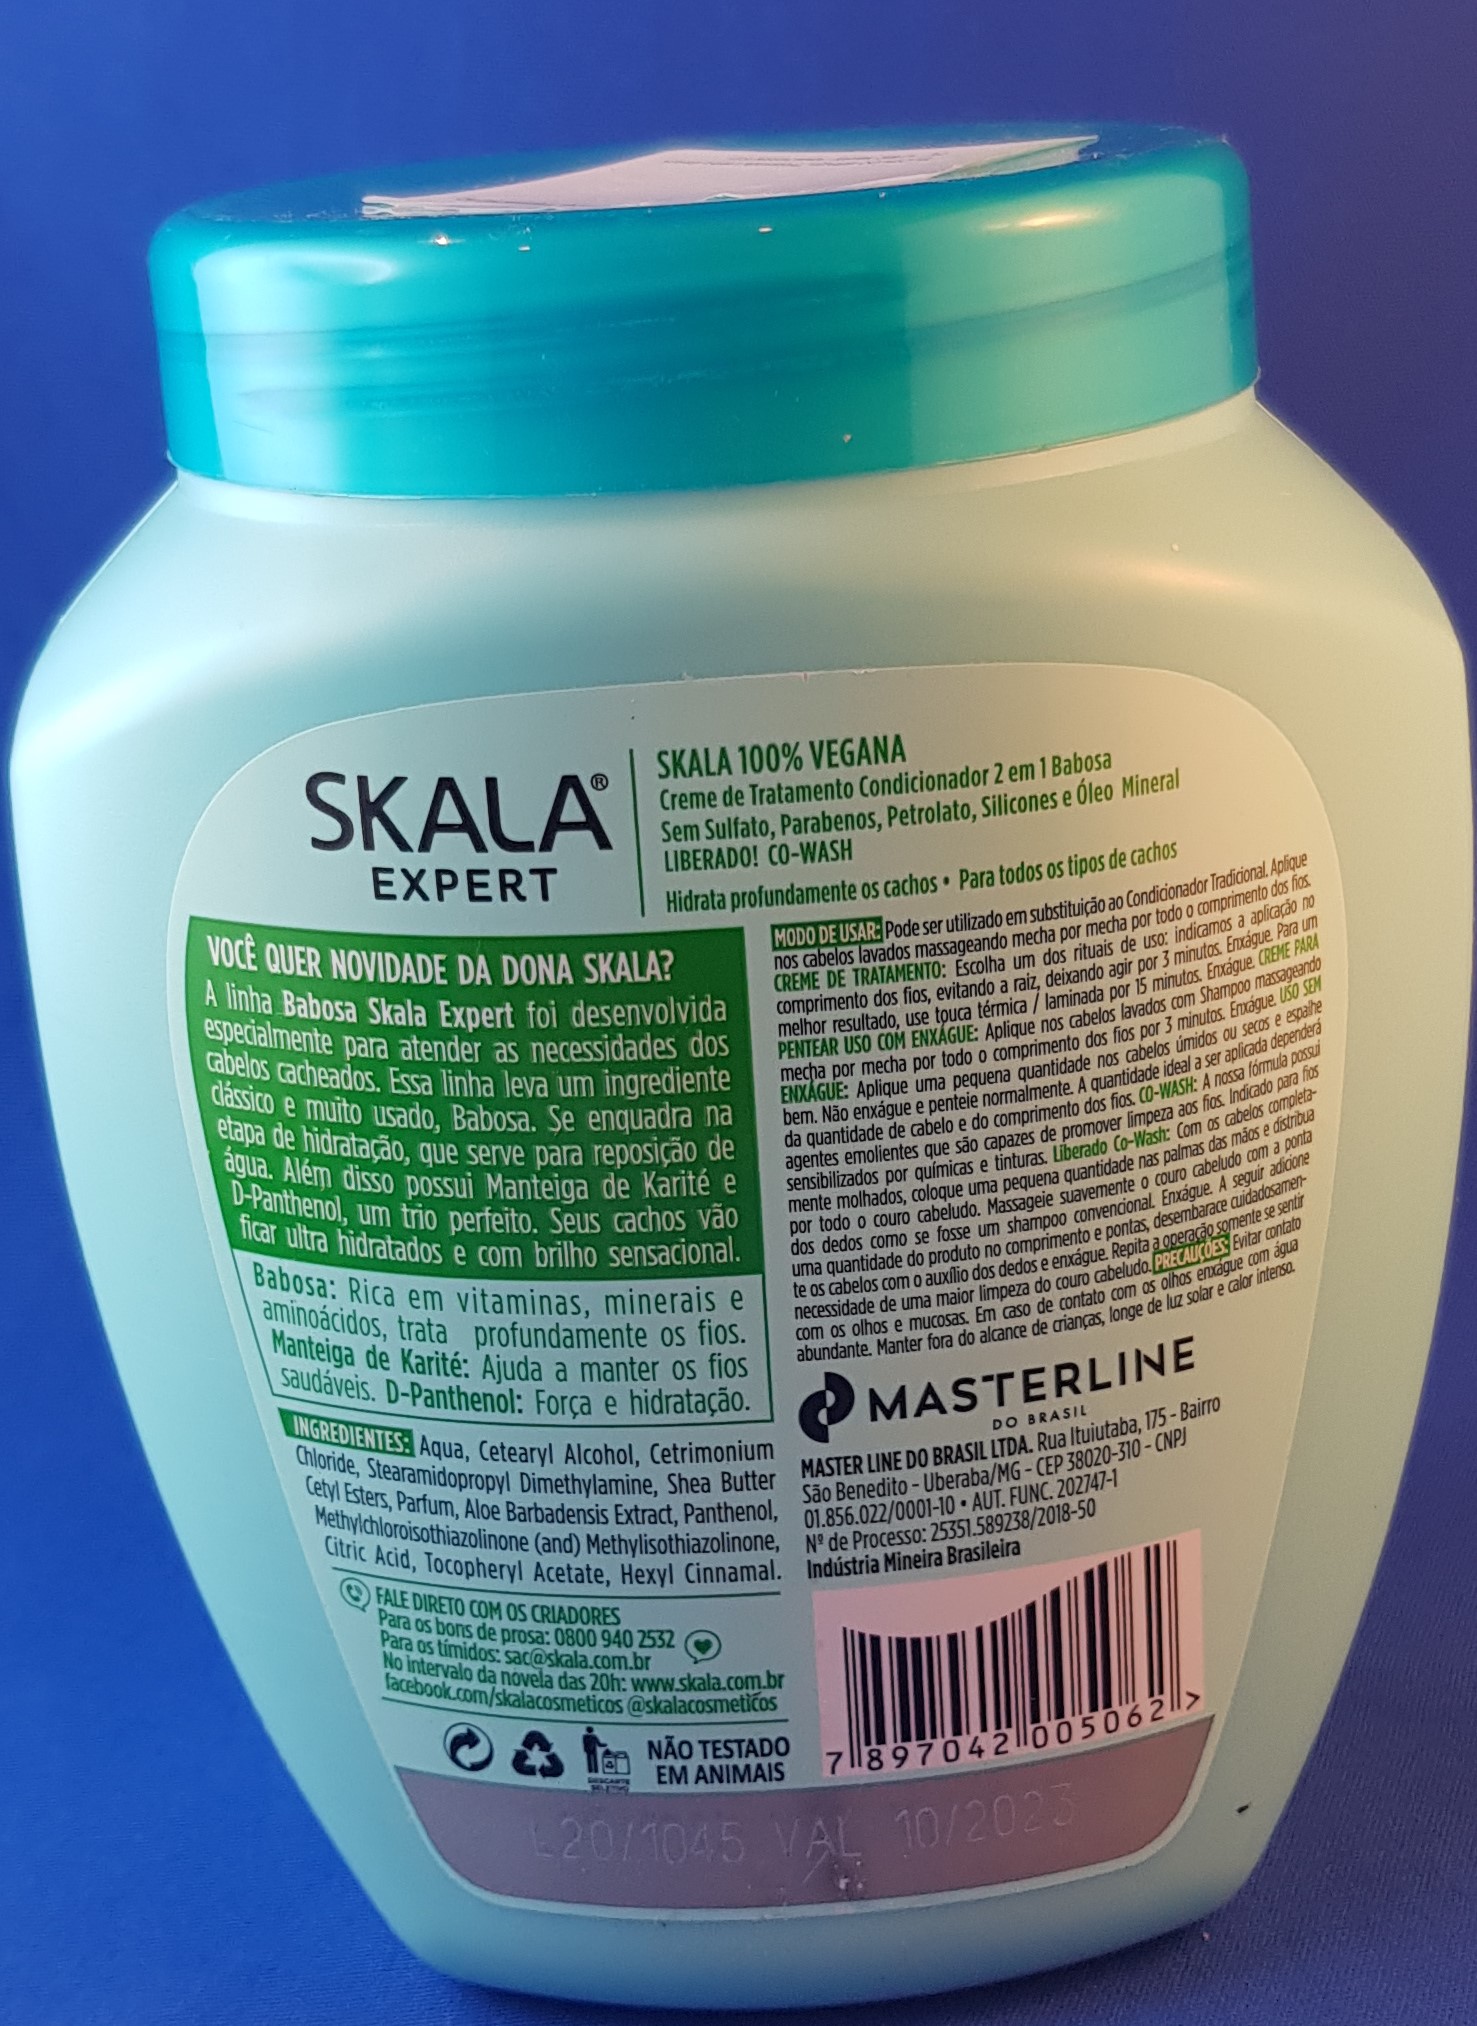 SKALA®
EXPERT
SKALA 100% VEGANA
Creme de Tratamento Condicionador 2 em 1 Babosa
Sem Sulfato, Parabenos, Petrolato, Silicones e Óleo Mineral
LIBERADO! CO-WASH
Hidrata profundamente os cachos • Para todos os tipos de cachos
VOCÊ QUER NOVIDADE DA DONA SKALA?
A linha Babosa Skala Expert foi desenvolvida
especialmente para atender as necessidades dos
cabelos cacheados. Essa linha leva um ingrediente
clássico e muito usado, Babosa. Se enquadra na
etapa de hidratação, que serve para reposição de
água. Além disso possui Manteiga de Karité e
D-Panthenol, um trio perfeito. Seus cachos vão
ficar ultra hidratados e com brilho sensacional.
Babosa: Rica em vitaminas, minerais e
aminoácidos, trata profundamente os fios.
Manteiga de Karité: Ajuda a manter os fios
saudáveis. D-Panthenol: Força e hidratação.
INGREDIENTES: Aqua, Cetearyl Alcohol, Cetrimonium
Chloride, Stearamidopropyl Dimethylamine, Shea Butter
Cetyl Esters, Parfum, Aloe Barbadensis Extract, Panthenol,
Methylchloroisothiazolinone (and) Methylisothiazolinone,
Citric Acid, Tocopheryl Acetate, Hexyl Cinnamal.
FALE DIRETO COM OS CRIADORES
Para os bons de prosa: 0800 940 2532
Para os tímidos: sac@skala.com.br
No intervalo da novela das 20h: www.skala.com.br
facebook.com/skalacosmeticos @skalacosmeticos
DESCARTE
SELETIVO
NÃO TESTADO
EM ANIMAIS
MODO DE USAR: Pode ser utilizado em substituição ao Condicionador Tradicional. Aplique
nos cabelos lavados massageando mecha por mecha por todo o comprimento dos fios.
CREME DE TRATAMENTO: Escolha um dos rituais de uso: indicamos a aplicação no
comprimento dos fios, evitando a raiz, deixando agir por 3 minutos. Enxágue. Para um
melhor resultado, use touca térmica / laminada por 15 minutos. Enxágue. CREME PARA
PENTEAR USO COM ENXÁGUE: Aplique nos cabelos lavados com Shampoo massageando
mecha por mecha por todo o comprimento dos fios por 3 minutos. Enxágue. USO SEM
ENXÁGUE: Aplique uma pequena quantidade nos cabelos úmidos ou secos e espalhe
bem. Não enxágue e penteie normalmente. A quantidade ideal a ser aplicada dependerá
da quantidade de cabelo e do comprimento dos fios. CO-WASH: A nossa fórmula possui
agentes emolientes que são capazes de promover limpeza aos fios. Indicado para fios
sensibilizados por químicas e tinturas. Liberado Co-Wash: Com os cabelos completa-
mente molhados, coloque uma pequena quantidade nas palmas das mãos e distribua
por todo o couro cabeludo. Massageie suavemente o couro cabeludo com a ponta
dos dedos como se fosse um shampoo convencional. Enxágue. A seguir adicione
uma quantidade do produto no comprimento e pontas, desembarace cuidadosamen-
te os cabelos com o auxílio dos dedos e enxágue. Repita a operação somente se sentir
necessidade de uma maior limpeza do couro cabeludo. PRECAUÇÕES: Evitar contato
com os olhos e mucosas. Em caso de contato com os olhos enxágue com água
abundante. Manter fora do alcance de crianças, longe de luz solar e calor intenso.
MASTERLINE
DO BRASIL
MASTER LINE DO BRASIL LTDA. Rua Ituiutaba, 175 - Bairro
São Benedito - Uberaba/MG - CEP 38020-310 - CNPJ
01.856.022/0001-10 • AUT. FUNC. 202747-1
Nº de Processo: 25351.589238/2018-50
Indústria Mineira Brasileira
7 897042 005062 >
L20/1045 VAL 10/2023